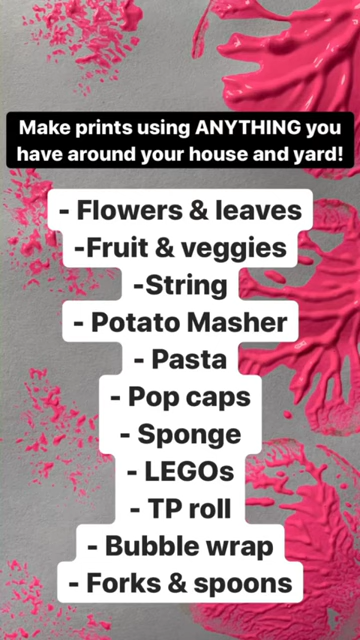 Make prints using ANYTHING you
have around your house and yard!
- Flowers & leaves
-Fruit & veggies
-String
- Potato Masher
- Pasta
- Pop caps
- Sponge
- LEGOs
- TP roll
- Bubble wrap
- Forks & spoons